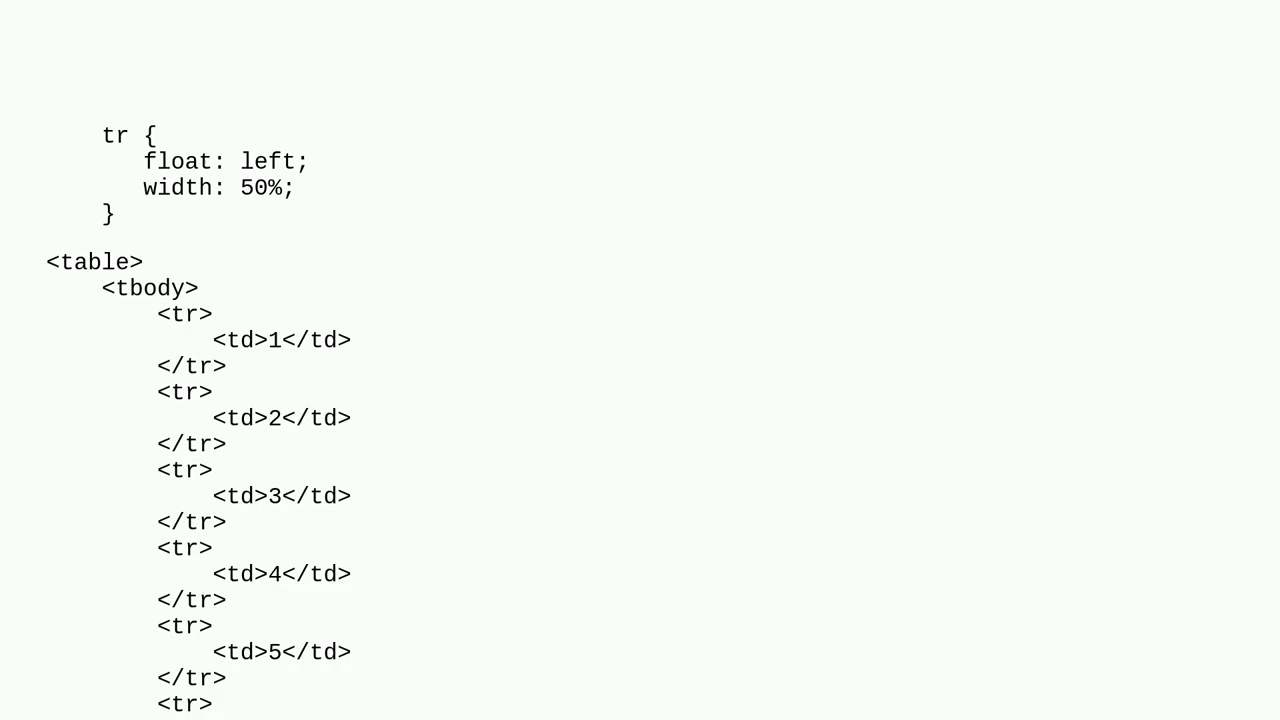 tr {
float: left;
width: 50%;
}
<table>
<tbody>
<tr>
<td>1</td>
</tr>
<tr>
<td>2</td>
</tr>
<tr>
<td>3</td>
</tr>
<tr>
<td>4</td>
</tr>
<tr>
<td>5</td>
</tr>
<tr>